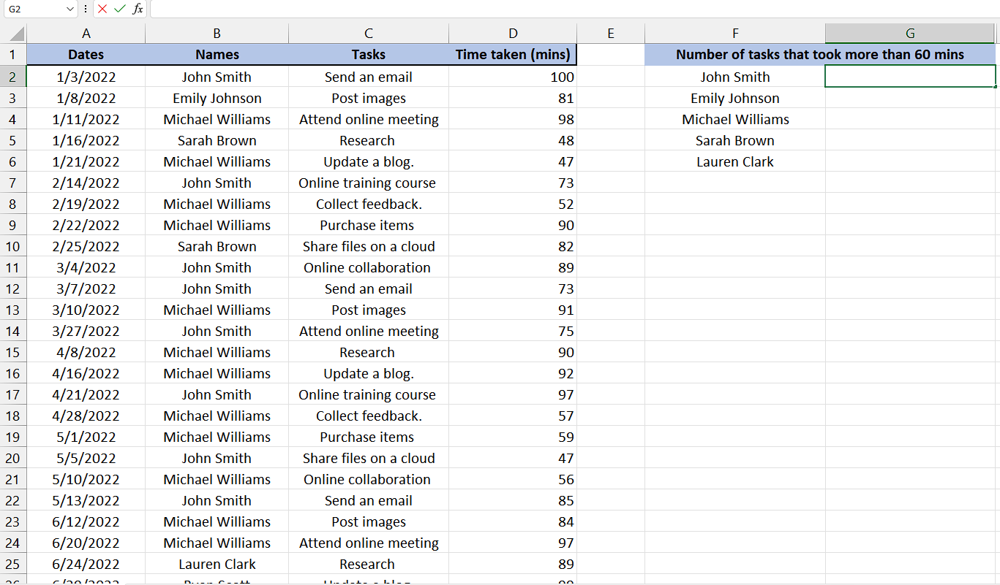 G2 fx
A B C D E F G
1 Dates Names Tasks Time taken (mins) Number of tasks that took more than 60 mins
2 1/3/2022 John Smith Send an email 100 John Smith
3 1/8/2022 Emily Johnson Post images 81 Emily Johnson
4 1/11/2022 Michael Williams Attend online meeting 98 Michael Williams
5 1/16/2022 Sarah Brown Research 48 Sarah Brown
6 1/21/2022 Michael Williams Update a blog. 47 Lauren Clark
7 2/14/2022 John Smith Online training course 73
8 2/19/2022 Michael Williams Collect feedback. 52
9 2/22/2022 Michael Williams Purchase items 90
10 2/25/2022 Sarah Brown Share files on a cloud 82
11 3/4/2022 John Smith Online collaboration 89
12 3/7/2022 John Smith Send an email 73
13 3/10/2022 Michael Williams Post images 91
14 3/27/2022 John Smith Attend online meeting 75
15 4/8/2022 Michael Williams Research 90
16 4/16/2022 Michael Williams Update a blog. 92
17 4/21/2022 John Smith Online training course 97
18 4/28/2022 Michael Williams Collect feedback. 57
19 5/1/2022 Michael Williams Purchase items 59
20 5/5/2022 John Smith Share files on a cloud 47
21 5/10/2022 Michael Williams Online collaboration 56
22 5/13/2022 John Smith Send an email 85
23 6/12/2022 Michael Williams Post images 84
24 6/20/2022 Michael Williams Attend online meeting 97
25 6/24/2022 Lauren Clark Research 89